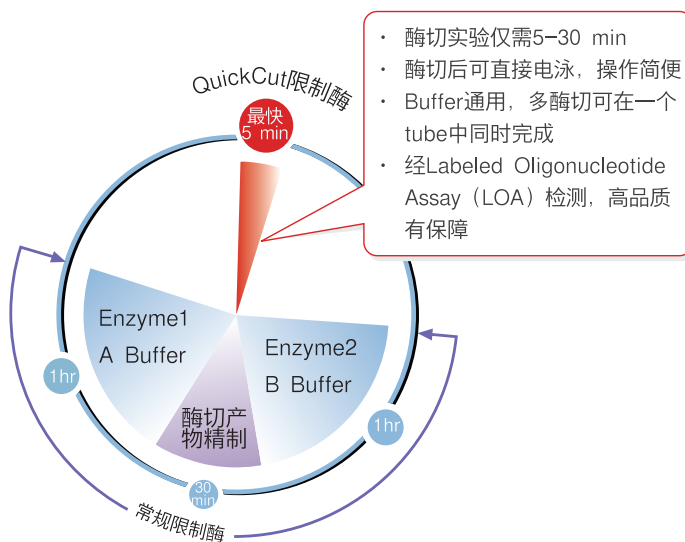 · 酶切实验仅需5-30 min
· 酶切后可直接电泳，操作简便
· Buffer通用，多酶切可在一个
tube中同时完成
· 经Labeled Oligonucleotide
Assay（LOA）检测，高品质
有保障
QuickCut限制酶
最快
5 min
Enzyme1
A Buffer
Enzyme2
B Buffer
酶切产
物精制
1hr
1hr
30
min
常规限制酶